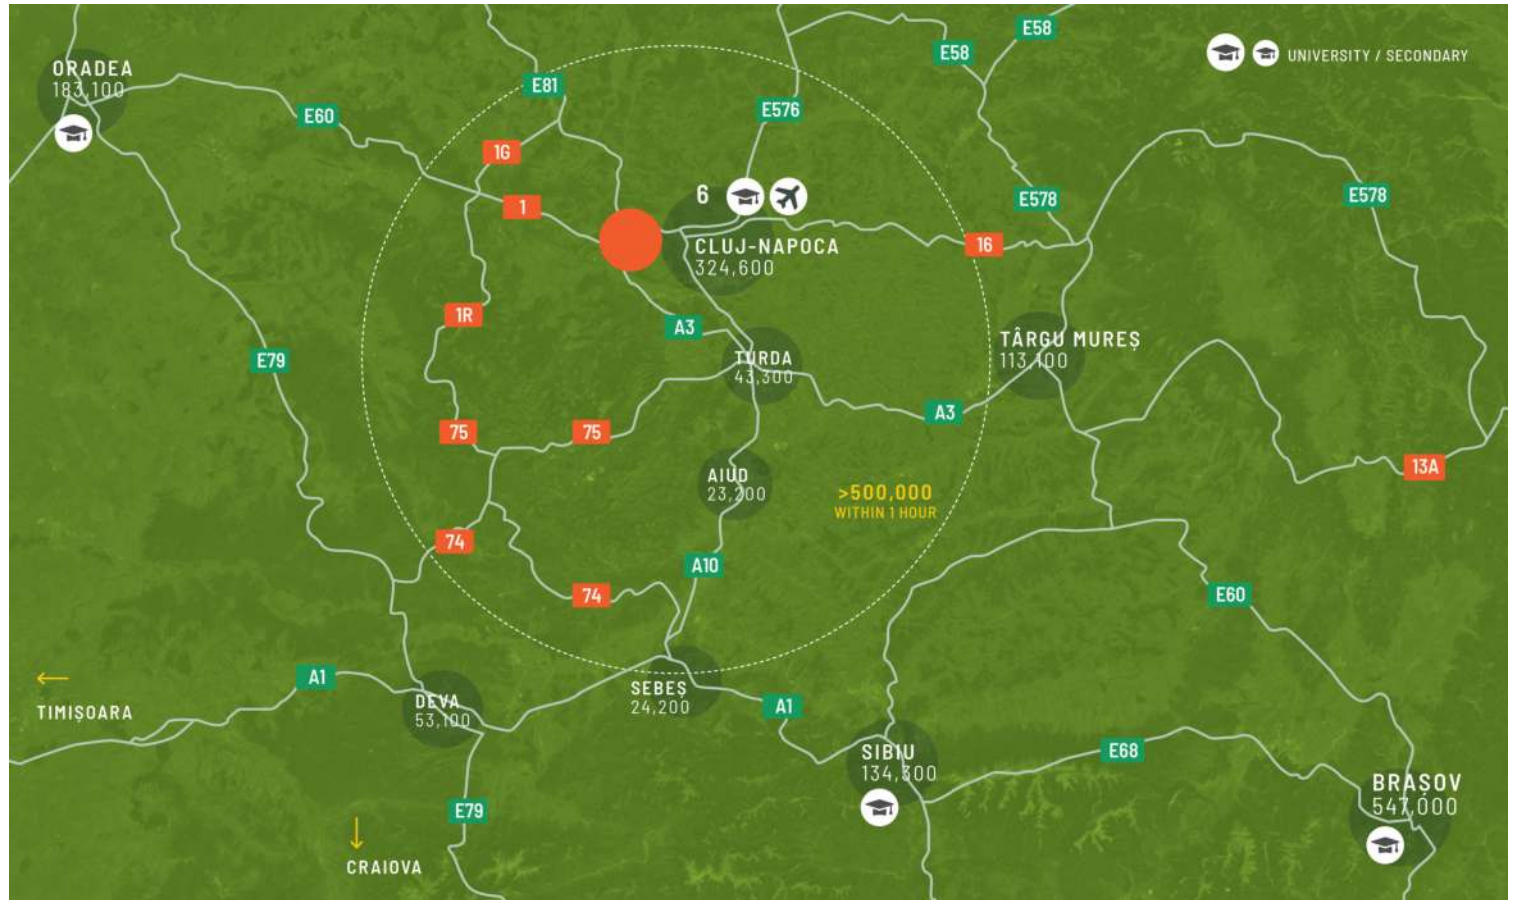 ORADEA
183,100
E60
E81
1G
1
E576
E58
E58
UNIVERSITY / SECONDARY
6
CLUJ-NAPOCA
324,600
E578
E578
16
1R
A3
E79
TURDA
43,300
TÂRGU MUREȘ
113,100
A3
75
75
AIUD
23,200
>500,000
WITHIN 1 HOUR
13A
74
A10
74
E60
A1
TIMIȘOARA
DEVA
53,100
SEBEȘ
24,200
A1
SIBIU
134,300
E68
BRAȘOV
547,000
E79
CRAIOVA